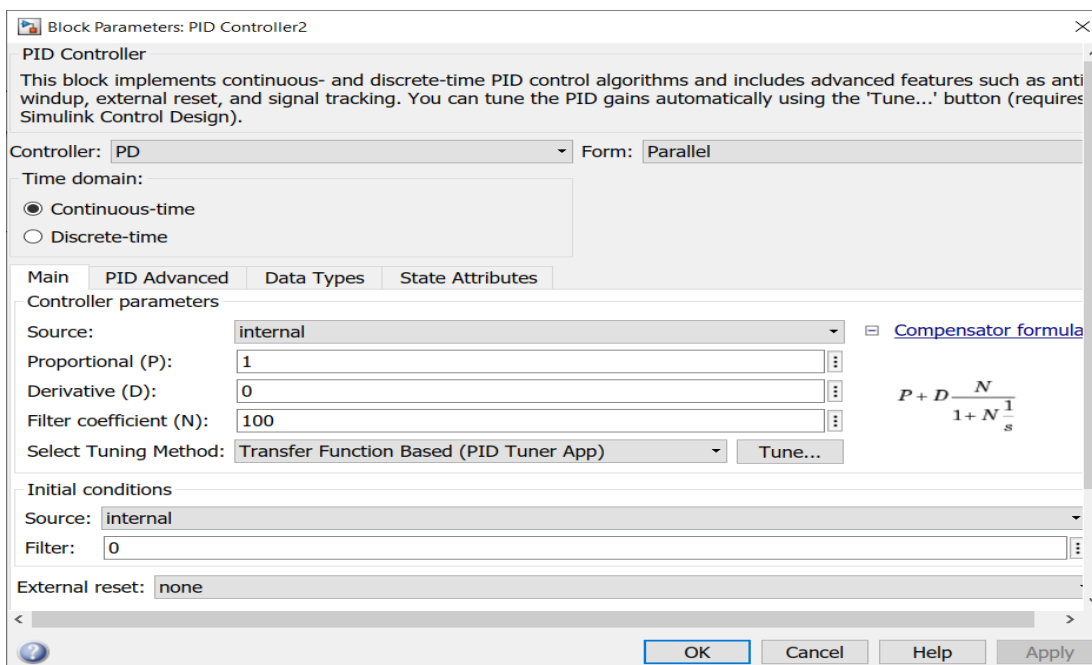 Block Parameters: PID Controller2
PID Controller
This block implements continuous- and discrete-time PID control algorithms and includes advanced features such as anti
windup, external reset, and signal tracking. You can tune the PID gains automatically using the 'Tune...' button (requires
Simulink Control Design).
Controller: PD Form: Parallel
Time domain:
Continuous-time
Discrete-time
Main PID Advanced Data Types State Attributes
Controller parameters
Source: internal Compensator formula
Proportional (P): 1
Derivative (D): 0
Filter coefficient (N): 100
P + D N / (1 + N 1/s)
Select Tuning Method: Transfer Function Based (PID Tuner App) Tune...
Initial conditions
Source: internal
Filter: 0
External reset: none
OK Cancel Help Apply